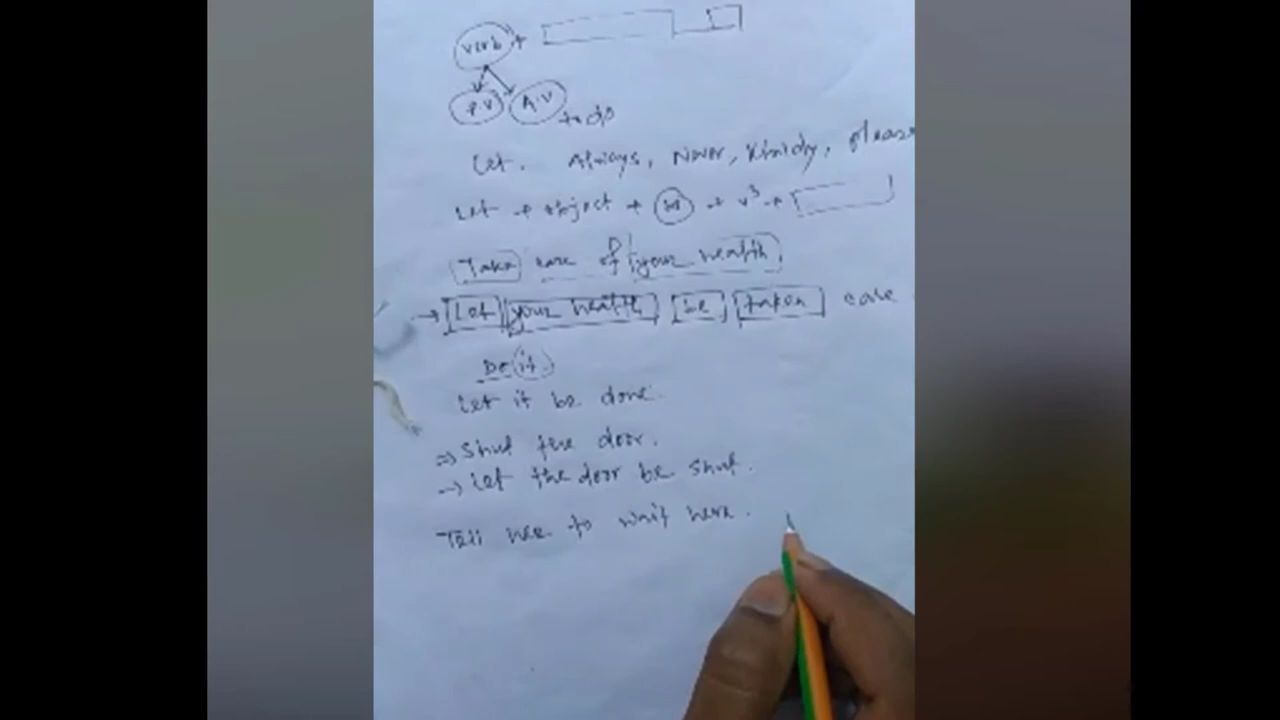 verb +
P.V A.V
to do
Let. Always, Never, Kindly, please
Let + object + be + v3 +
Take care of your health.
→ Let your health be taken care
Do it.
Let it be done.
⇒ Shut the door.
→ Let the door be shut.
Tell her to wait here.